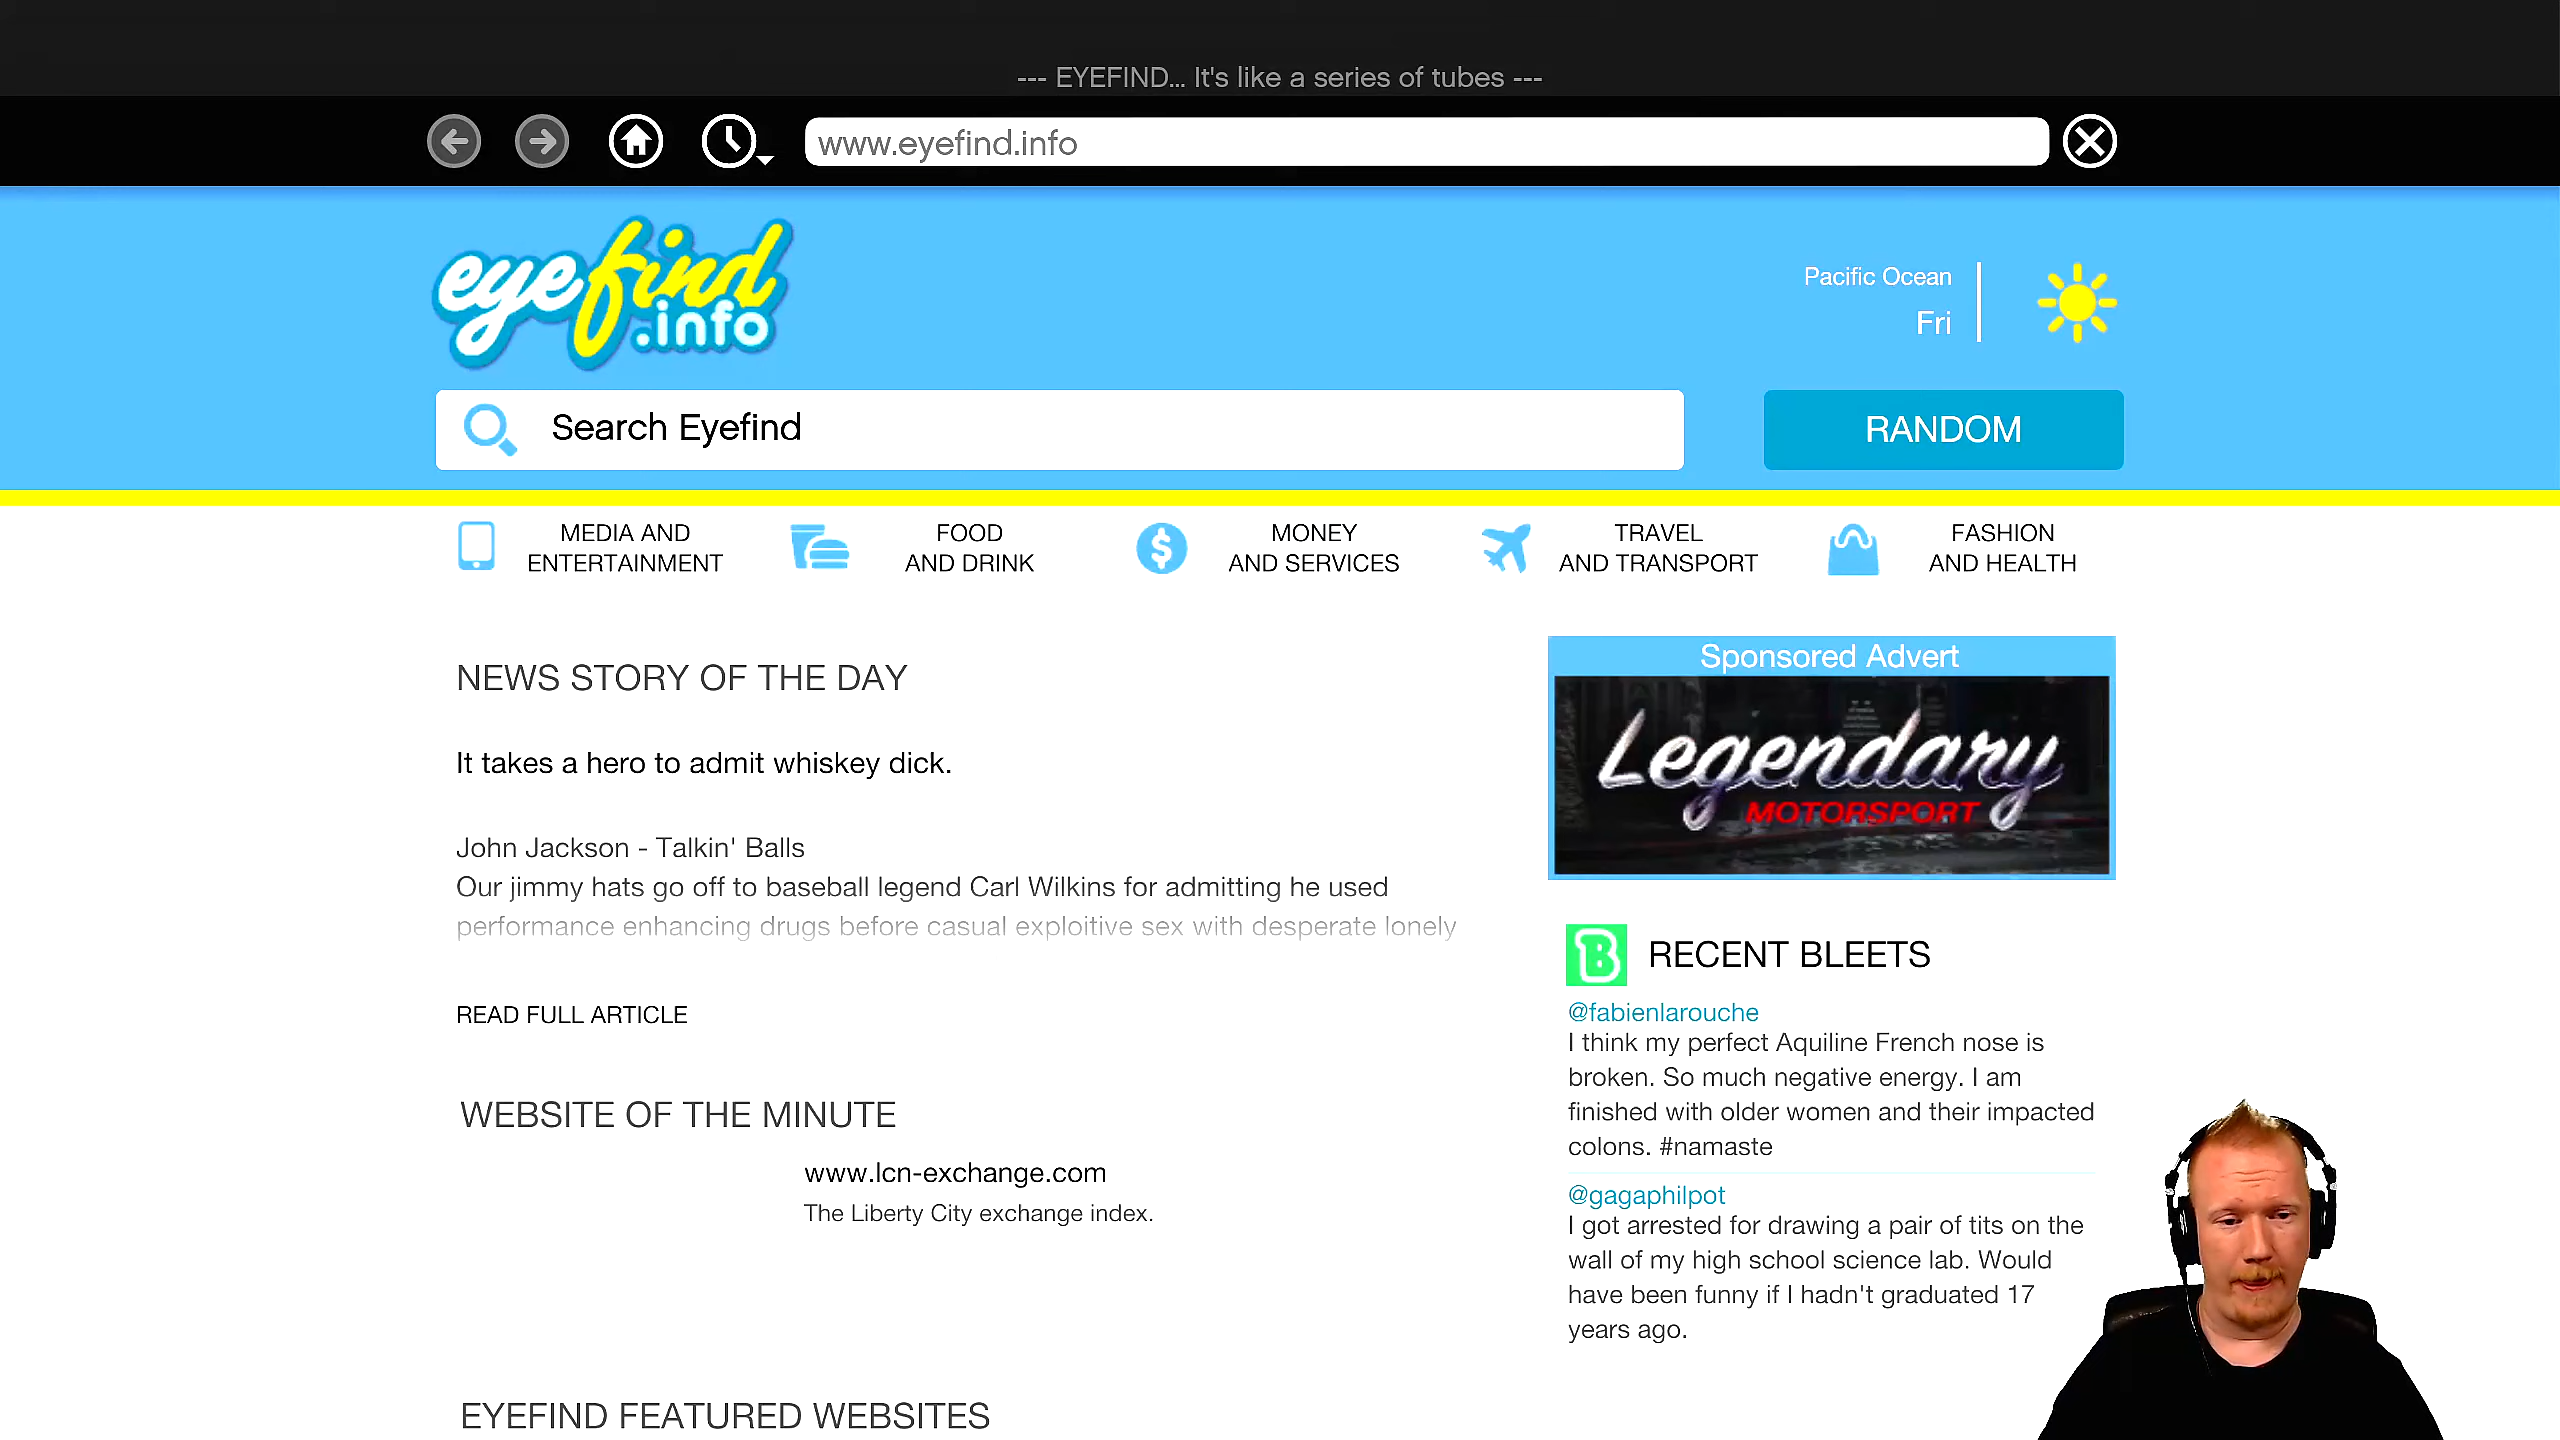 --- EYEFIND... It's like a series of tubes ---
www.eyefind.info
eyefind
.info
Pacific Ocean
Fri
Search Eyefind
RANDOM
MEDIA AND
ENTERTAINMENT
FOOD
AND DRINK
MONEY
AND SERVICES
TRAVEL
AND TRANSPORT
FASHION
AND HEALTH
NEWS STORY OF THE DAY
It takes a hero to admit whiskey dick.
John Jackson - Talkin' Balls
Our jimmy hats go off to baseball legend Carl Wilkins for admitting he used
performance enhancing drugs before casual exploitive sex with desperate lonely
READ FULL ARTICLE
WEBSITE OF THE MINUTE
www.lcn-exchange.com
The Liberty City exchange index.
EYEFIND FEATURED WEBSITES
Sponsored Advert
Legendary
MOTORSPORT
B
RECENT BLEETS
@fabienlarouche
I think my perfect Aquiline French nose is
broken. So much negative energy. I am
finished with older women and their impacted
colons. #namaste
@gagaphilpot
I got arrested for drawing a pair of tits on the
wall of my high school science lab. Would
have been funny if I hadn't graduated 17
years ago.